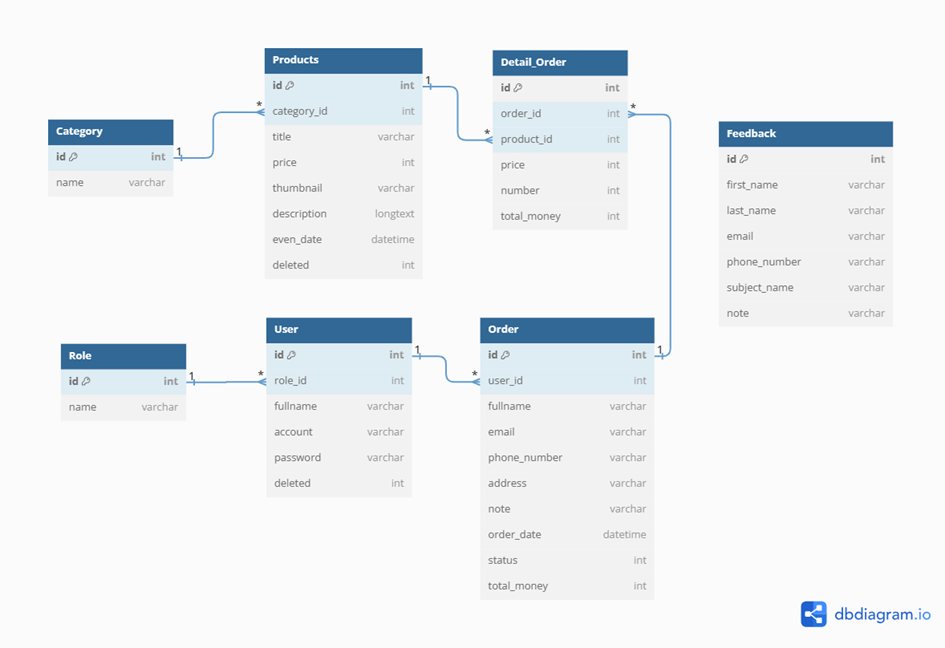 Products
id int
category_id int
title varchar
price int
thumbnail varchar
description longtext
even_date datetime
deleted int
1
*
Detail_Order
id int
order_id int
product_id int
price int
number int
total_money int
*
*
Category
id int
name varchar
1
Feedback
id int
first_name varchar
last_name varchar
email varchar
phone_number varchar
subject_name varchar
note varchar
Role
id int
name varchar
1
User
id int
role_id int
fullname varchar
account varchar
password varchar
deleted int
1
*
Order
id int
user_id int
fullname varchar
email varchar
phone_number varchar
address varchar
note varchar
order_date datetime
status int
total_money int
1
*
dbdiagram.io